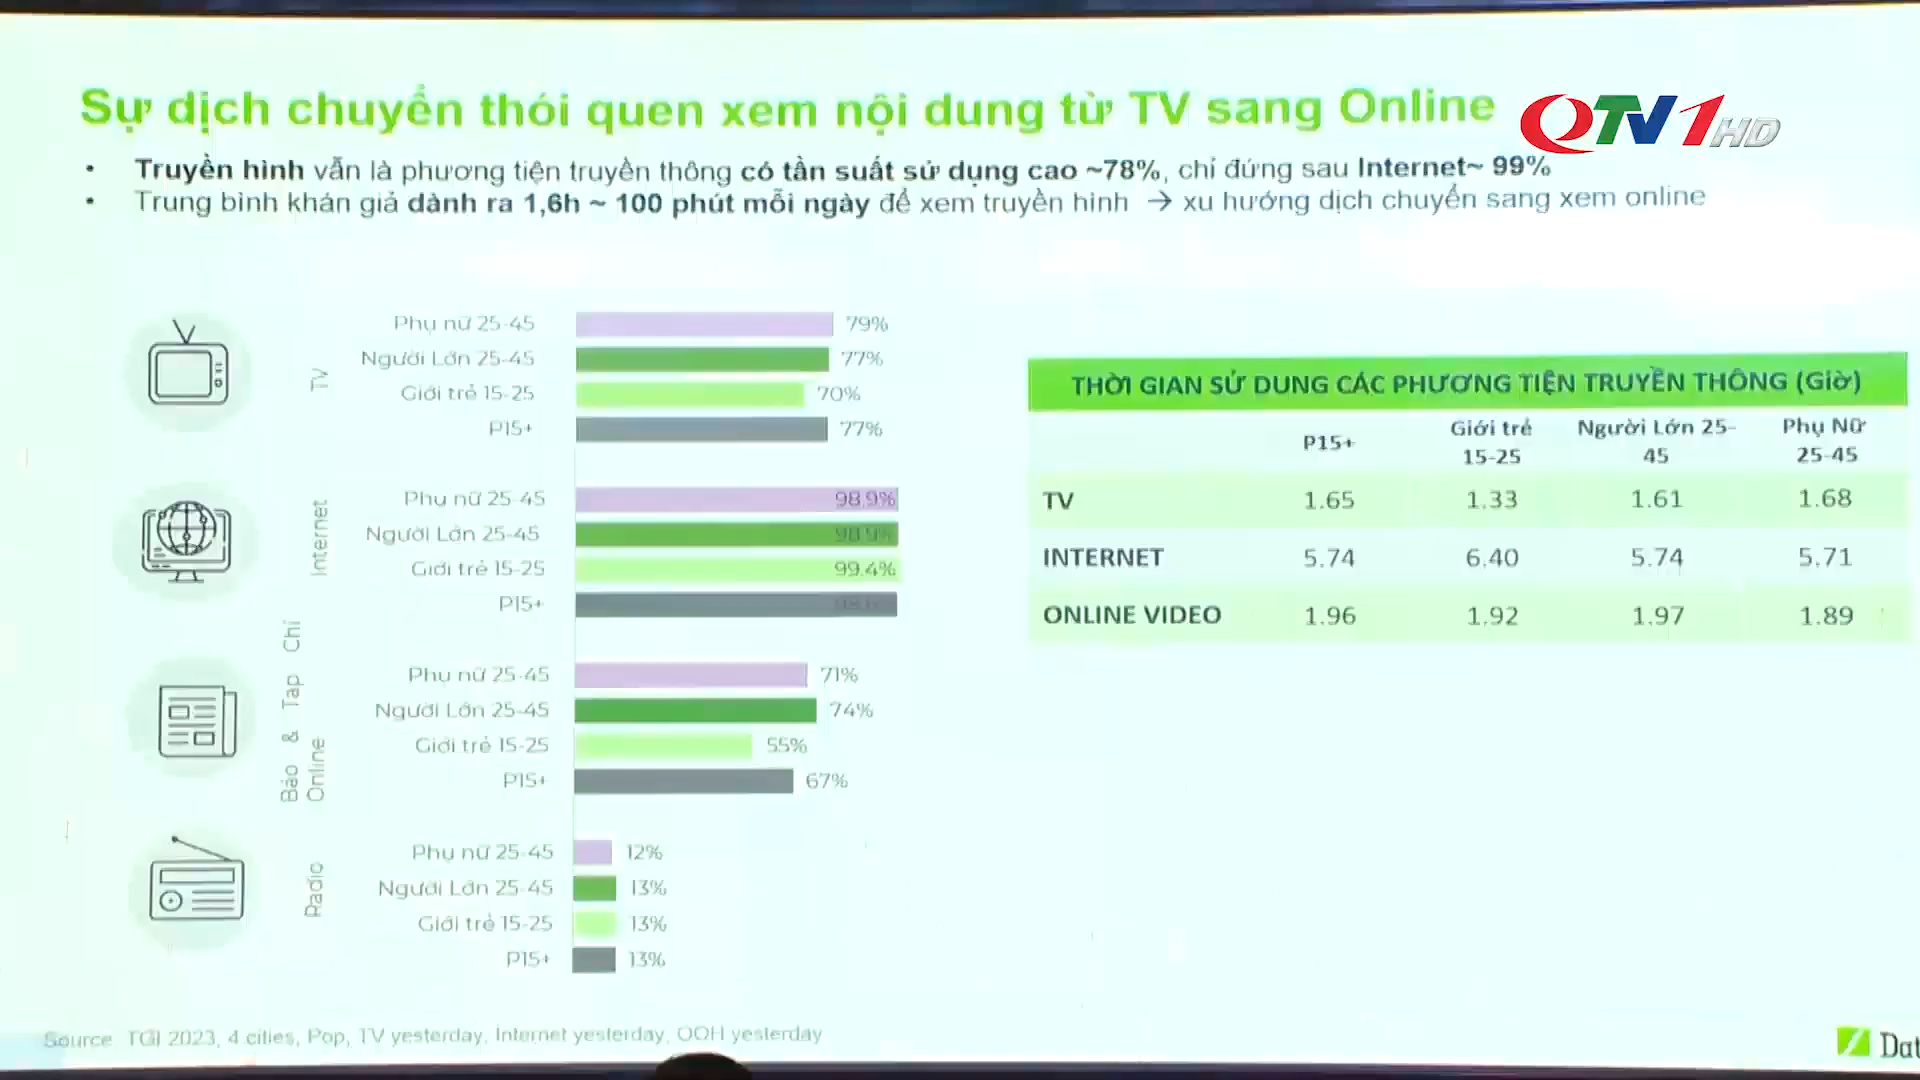 Sự dịch chuyển thói quen xem nội dung từ TV sang Online
QTV1HD
• Truyền hình vẫn là phương tiện truyền thông có tần suất sử dụng cao ~78%, chỉ đứng sau Internet~ 99%
• Trung bình khán giả dành ra 1,6h ~ 100 phút mỗi ngày để xem truyền hình → xu hướng dịch chuyển sang xem online
TV
Phụ nữ 25-45 79%
Người Lớn 25-45 77%
Giới trẻ 15-25 70%
P15+ 77%
Internet
Phụ nữ 25-45 98.9%
Người Lớn 25-45 98.9%
Giới trẻ 15-25 99.4%
P15+
Báo & Tạp Chí
Online
Phụ nữ 25-45 71%
Người Lớn 25-45 74%
Giới trẻ 15-25 55%
P15+ 67%
Radio
Phụ nữ 25-45 12%
Người Lớn 25-45 13%
Giới trẻ 15-25 13%
P15+ 13%
THỜI GIAN SỬ DỤNG CÁC PHƯƠNG TIỆN TRUYỀN THÔNG (Giờ)
P15+ Giới trẻ 15-25 Người Lớn 25-45 Phụ Nữ 25-45
TV 1.65 1.33 1.61 1.68
INTERNET 5.74 6.40 5.74 5.71
ONLINE VIDEO 1.96 1.92 1.97 1.89
Source TGI 2023, 4 cities, Pop, TV yesterday, Internet yesterday, OOH yesterday
Dat